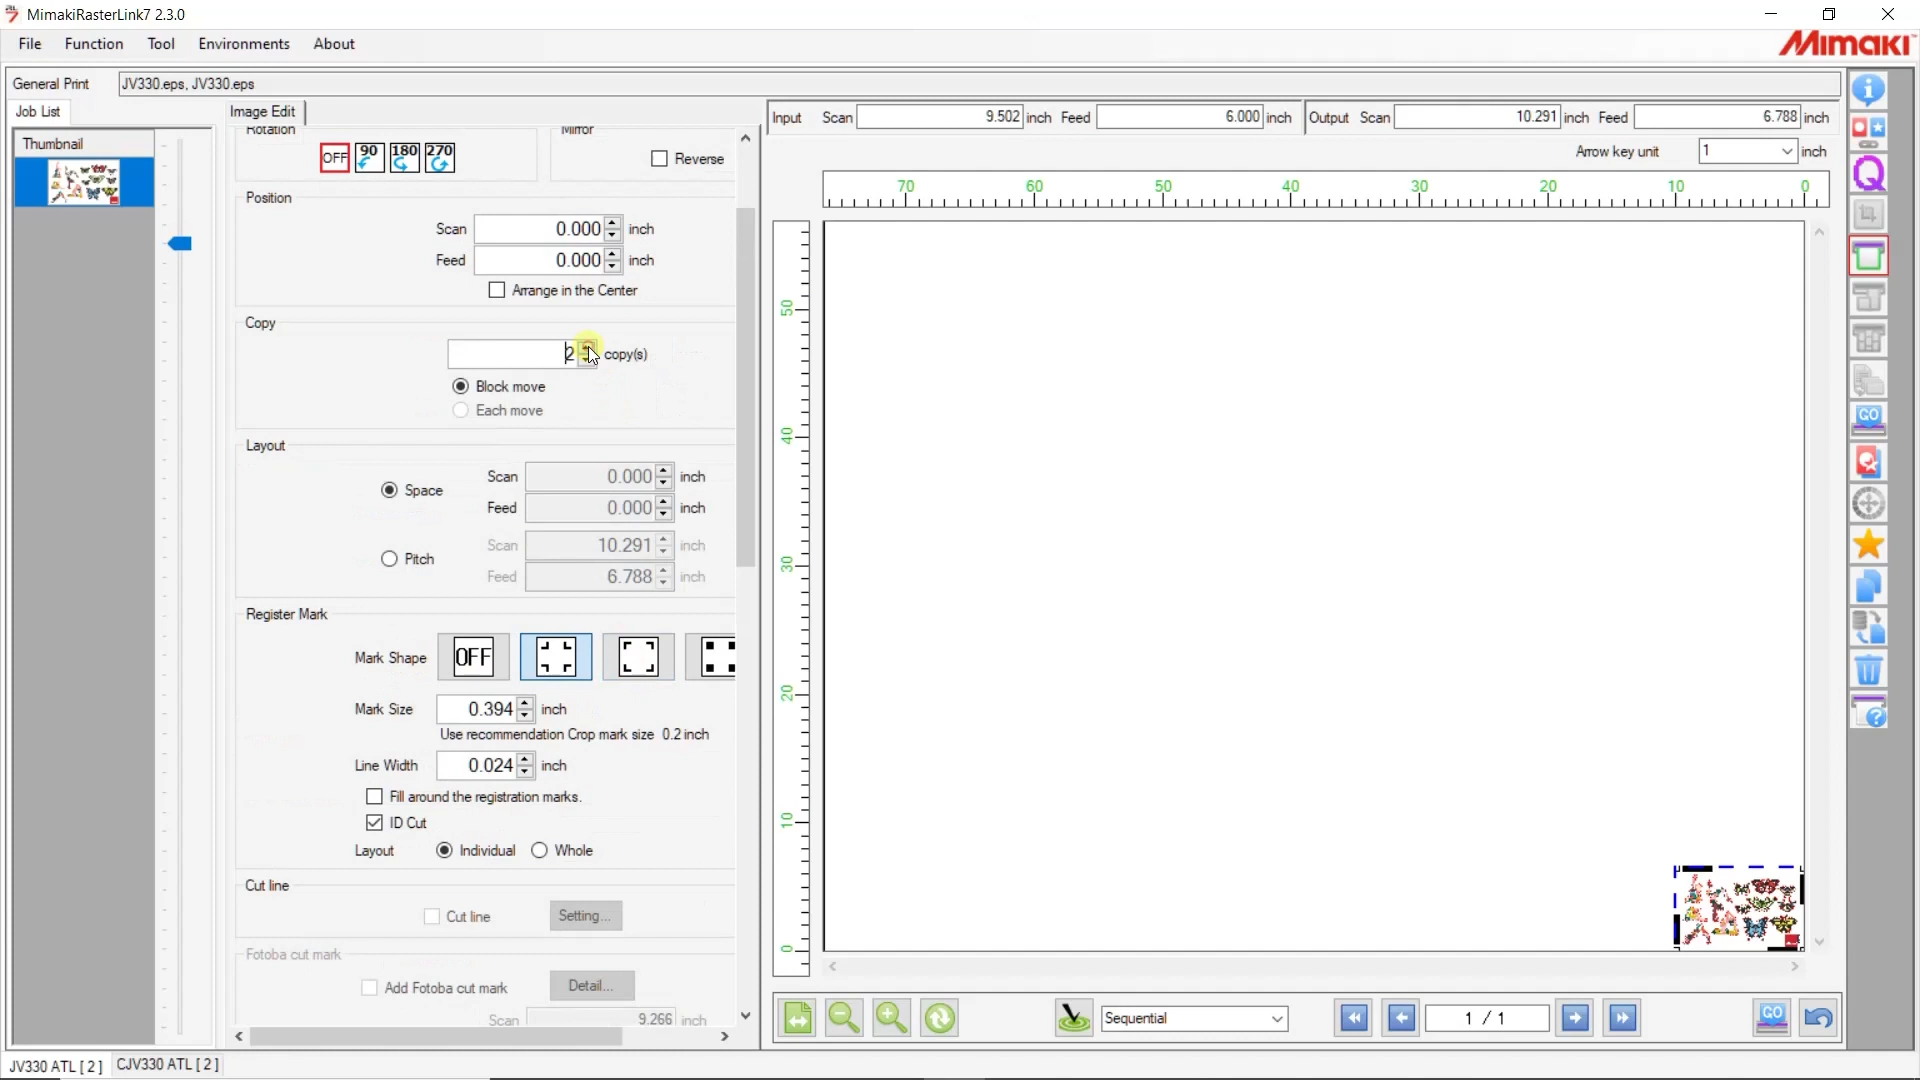 MimakiRasterLink7 2.3.0
File Function Tool Environments About
Mimaki
General Print JV330.eps, JV330.eps
Job List
Image Edit
Input Scan 9.502 inch Feed 6.000 inch Output Scan 10.291 inch Feed 6.788 inch
Thumbnail
Rotation
Mirror
OFF 90 180 270
Reverse
Arrow key unit 1 inch
Position
Scan 0.000 inch
Feed 0.000 inch
Arrange in the Center
Copy
2 copy(s)
Block move
Each move
Layout
Space
Scan 0.000 inch
Feed 0.000 inch
Pitch
Scan 10.291 inch
Feed 6.788 inch
Register Mark
Mark Shape OFF
Mark Size 0.394 inch
Use recommendation Crop mark size 0.2 inch
Line Width 0.024 inch
Fill around the registration marks.
ID Cut
Layout Individual Whole
Cut line
Cut line Setting...
Fotoba cut mark
Add Fotoba cut mark Detail...
Scan 9.266 inch
70 60 50 40 30 20 10 0
50
40
30
20
10
0
Q
GO
Sequential
1 / 1
GO
JV330 ATL [ 2 ] CJV330 ATL [ 2 ]